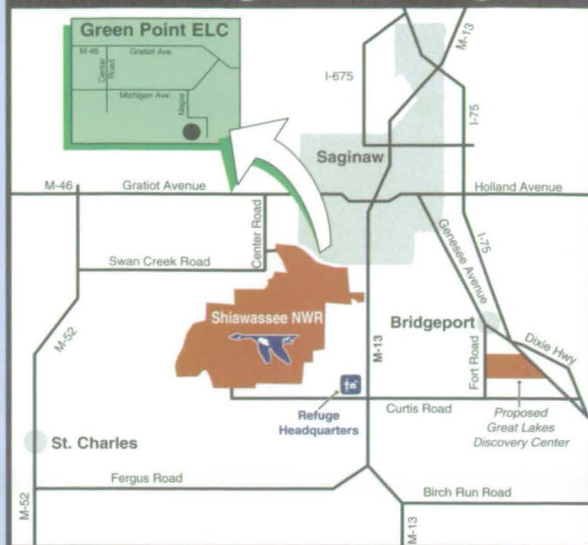 Green Point ELC
M-46
Gratiot Ave.
Center
Road
Michigan Ave.
Maple
I-675
M-13
I-75
Saginaw
M-46
Gratiot Avenue
Holland Avenue
Center Road
Swan Creek Road
Genesee Avenue
I-75
M-52
Shiawassee NWR
M-13
Bridgeport
Fort Road
Dixie Hwy
Refuge
Headquarters
Curtis Road
Proposed
Great Lakes
Discovery Center
St. Charles
Fergus Road
Birch Run Road
M-52
M-13